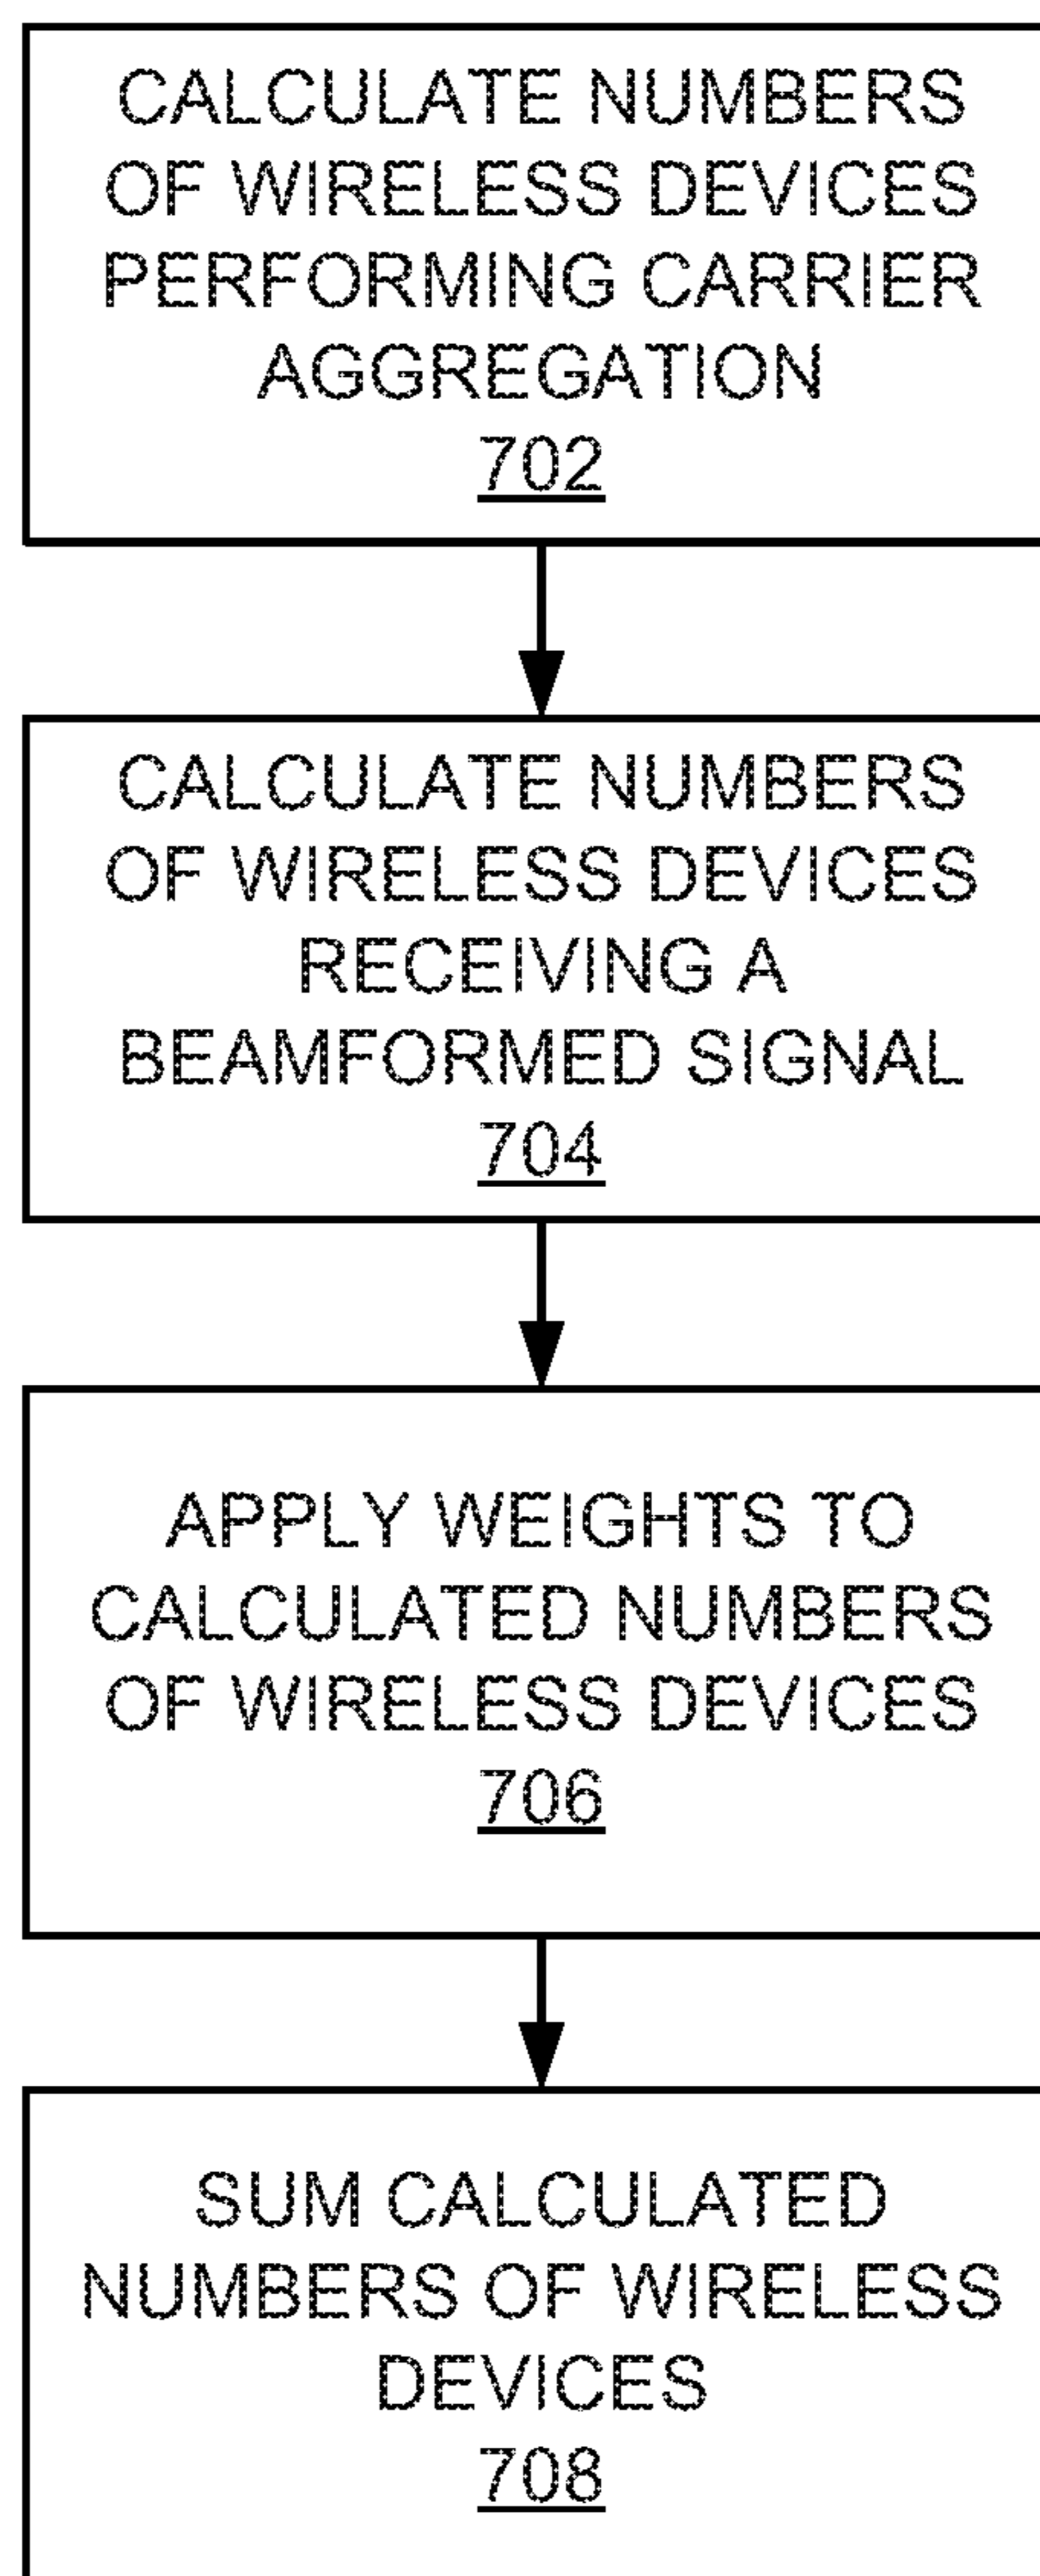 CALCULATE NUMBERS
OF WIRELESS DEVICES
PERFORMING CARRIER
AGGREGATION
702
CALCULATE NUMBERS
OF WIRELESS DEVICES
RECEIVING A
BEAMFORMED SIGNAL
704
APPLY WEIGHTS TO
CALCULATED NUMBERS
OF WIRELESS DEVICES
706
SUM CALCULATED
NUMBERS OF WIRELESS
DEVICES
708